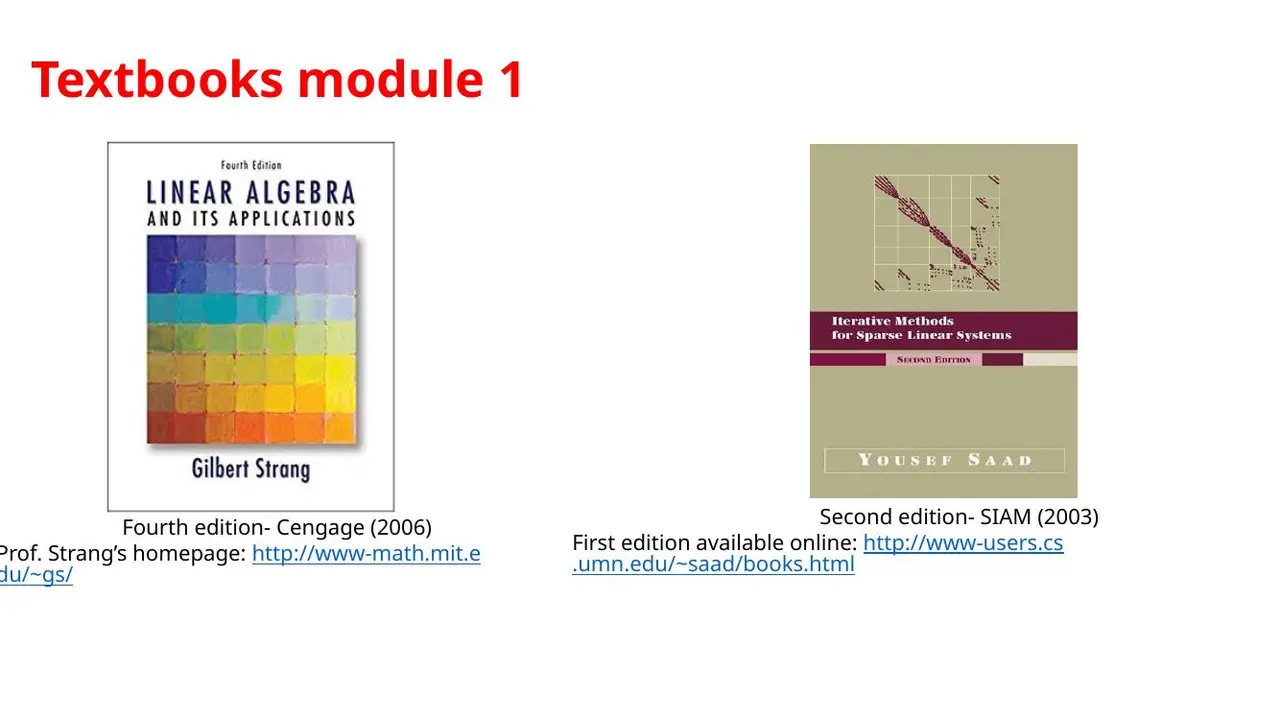 Textbooks module 1
Fourth Edition
LINEAR ALGEBRA
AND ITS APPLICATIONS
Gilbert Strang
Fourth edition- Cengage (2006)
Prof. Strang’s homepage: http://www-math.mit.e
du/~gs/
Iterative Methods
for Sparse Linear Systems
SECOND EDITION
YOUSEF SAAD
Second edition- SIAM (2003)
First edition available online: http://www-users.cs
.umn.edu/~saad/books.html